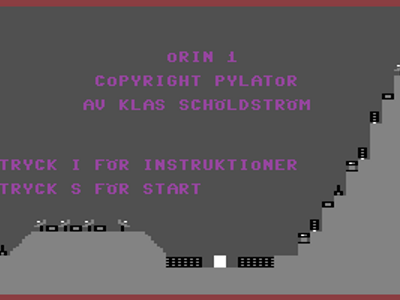 ORIN 1
COPYRIGHT PYLATOR
AV KLAS SCHÖLDSTRÖM
TRYCK I FÖR INSTRUKTIONER
TRYCK S FÖR START